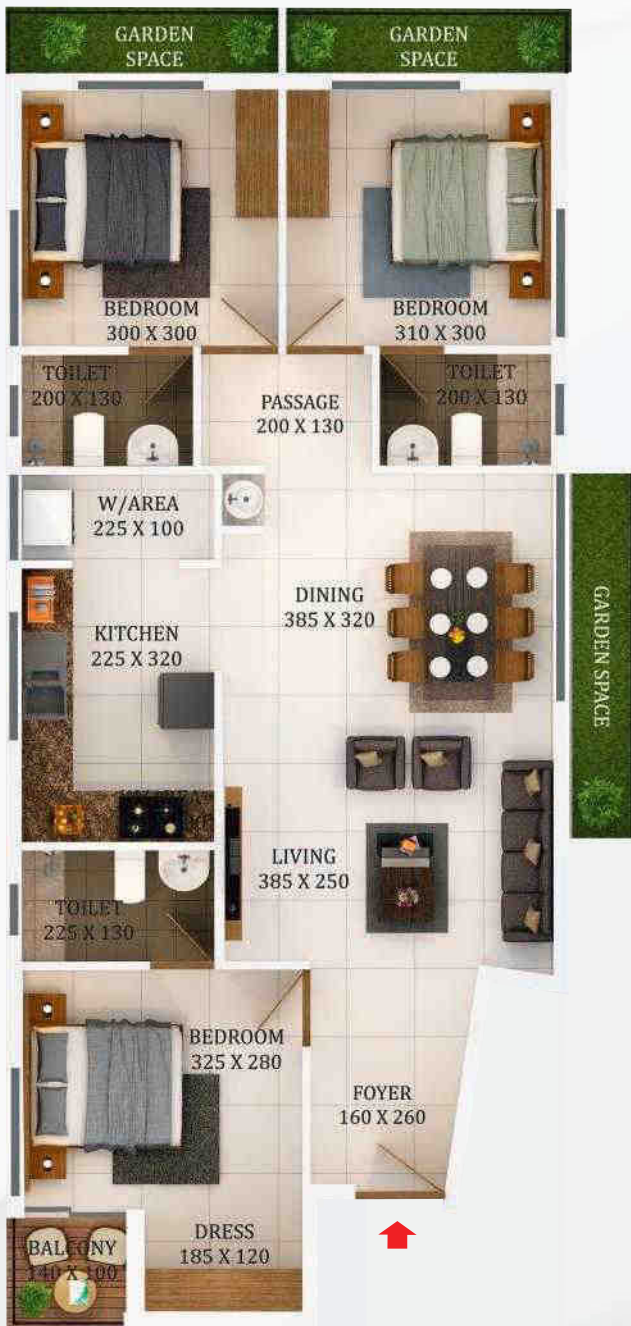 GARDEN
SPACE
GARDEN
SPACE
BEDROOM
300 X 300
BEDROOM
310 X 300
TOILET
200 X 130
PASSAGE
200 X 130
TOILET
200 X 130
W/AREA
225 X 100
DINING
385 X 320
KITCHEN
225 X 320
GARDEN SPACE
LIVING
385 X 250
TOILET
225 X 130
BEDROOM
325 X 280
FOYER
160 X 260
DRESS
185 X 120
BALCONY
140 X 100